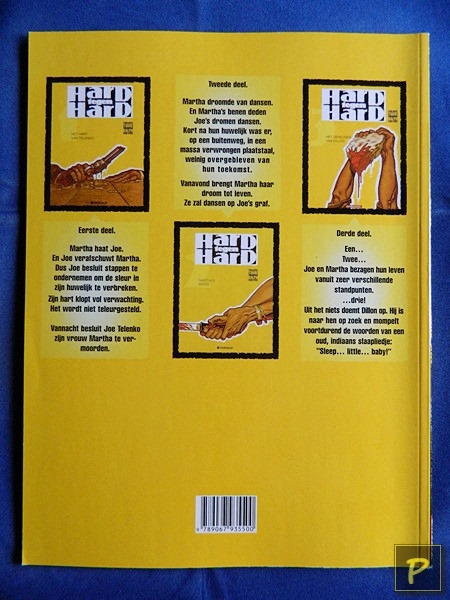 HARD
tegen
HARD
HET HART
VAN TELENKO
Eerste deel.
Martha haat Joe.
En Joe verafschuwt Martha.
Dus Joe besluit stappen te
ondernemen om de sleur in
zijn huwelijk te verbreken.
Zijn hart klopt vol verwachting.
Het wordt niet teleurgesteld.
Vannacht besluit Joe Telenko
zijn vrouw Martha te ver-
moorden.
Tweede deel.
Martha droomde van dansen.
En Martha's benen deden
Joe's dromen dansen.
Kort na hun huwelijk was er,
op een buitenweg, in een
massa verwrongen plaatstaal,
weinig overgebleven van
hun toekomst.
Vanavond brengt Martha haar
droom tot leven.
Ze zal dansen op Joe's graf.
HARD
tegen
HARD
HARD
tegen
HARD
Derde deel.
Een...
Twee...
Joe en Martha bezagen hun leven
vanuit zeer verschillende
standpunten.
...drie!
Uit het niets doemt Dillon op. Hij is
naar hen op zoek en mompelt
voortdurend de woorden van een
oud, indiaans slaapliedje:
"Sleep... little... baby!"
9 789067 935500
P